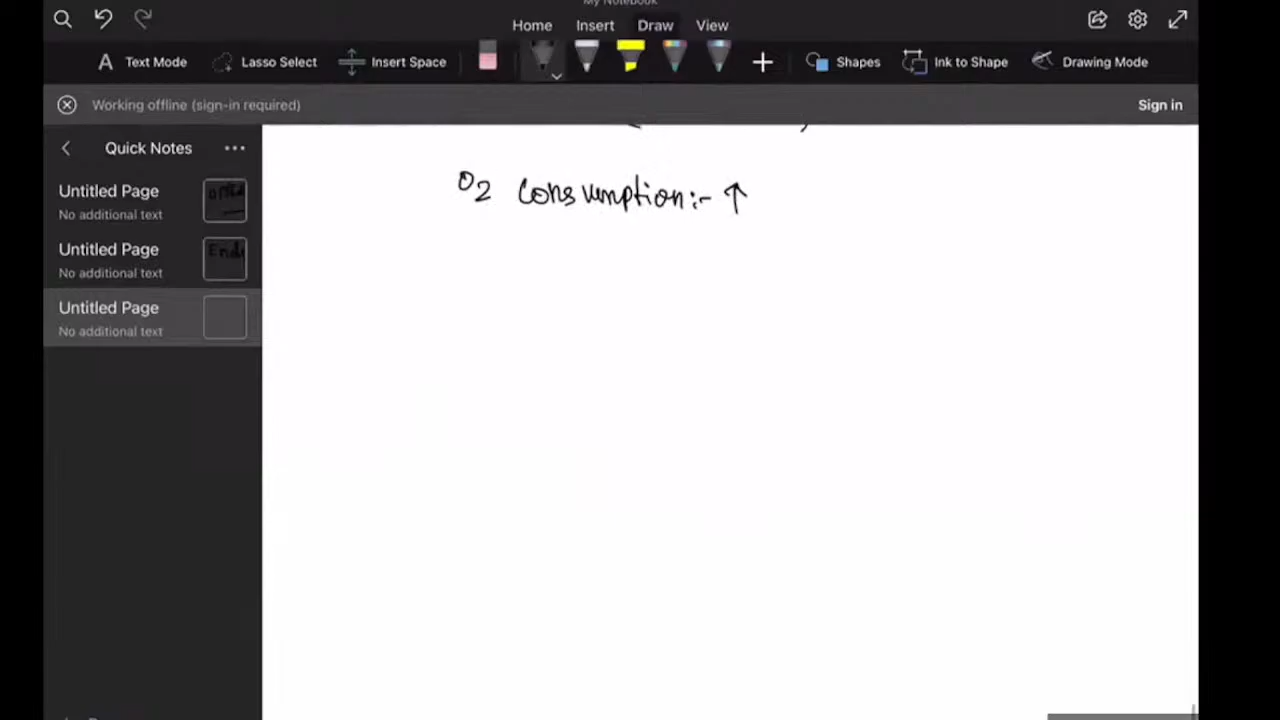 My Notebook
Home Insert Draw View
Text Mode Lasso Select Insert Space Shapes Ink to Shape Drawing Mode
Working offline (sign-in required) Sign in
Quick Notes
Untitled Page
No additional text
Untitled Page
No additional text
Untitled Page
No additional text
O2 Consumption:- ↑